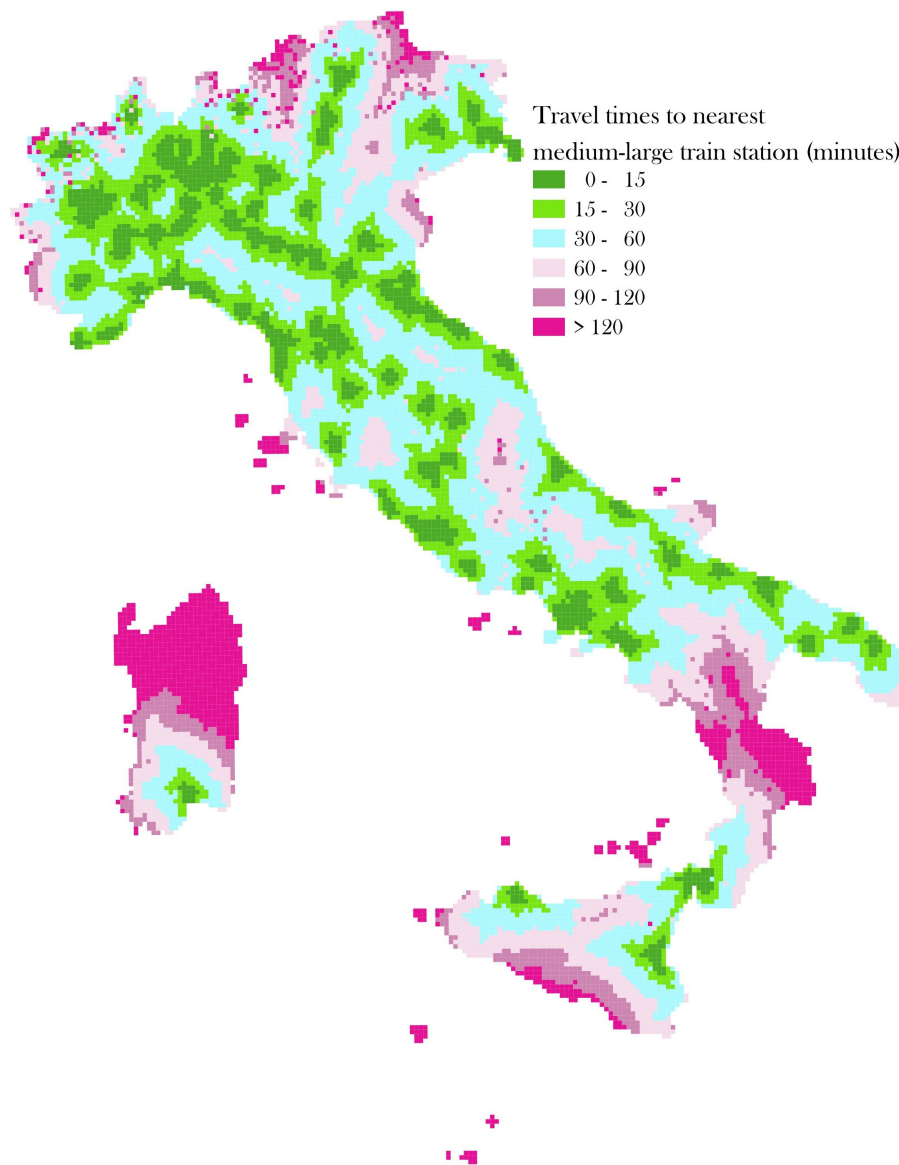 Travel times to nearest
medium-large train station (minutes)
0 - 15
15 - 30
30 - 60
60 - 90
90 - 120
> 120